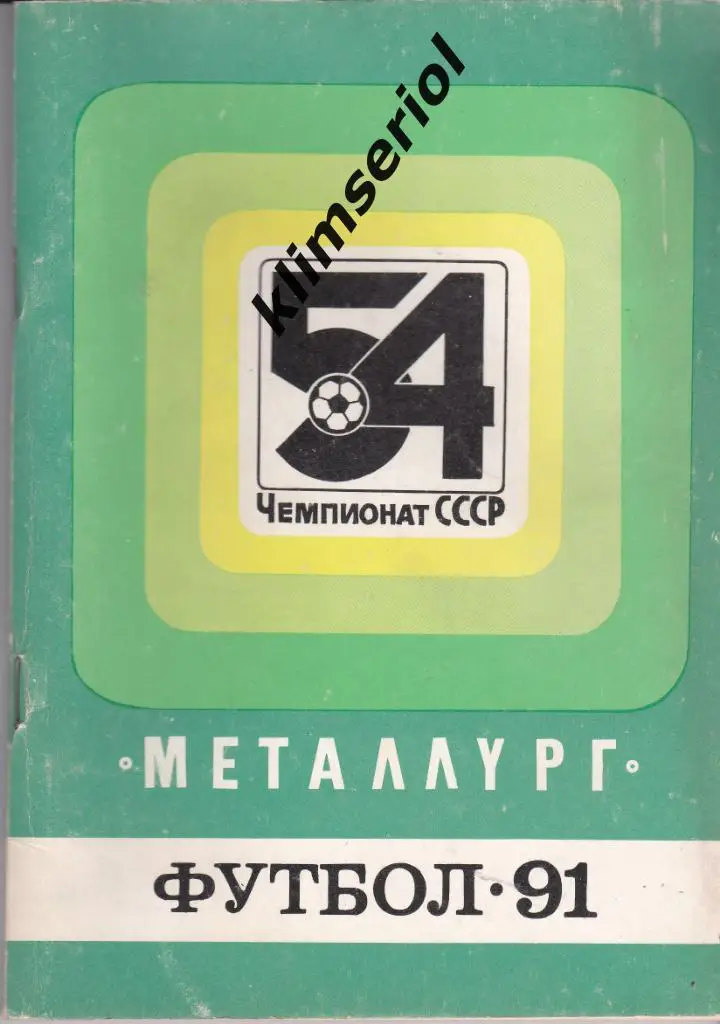 klimseriol
54
ЧЕМПИОНАТ СССР
•МЕТАЛЛУРГ•
ФУТБОЛ•91